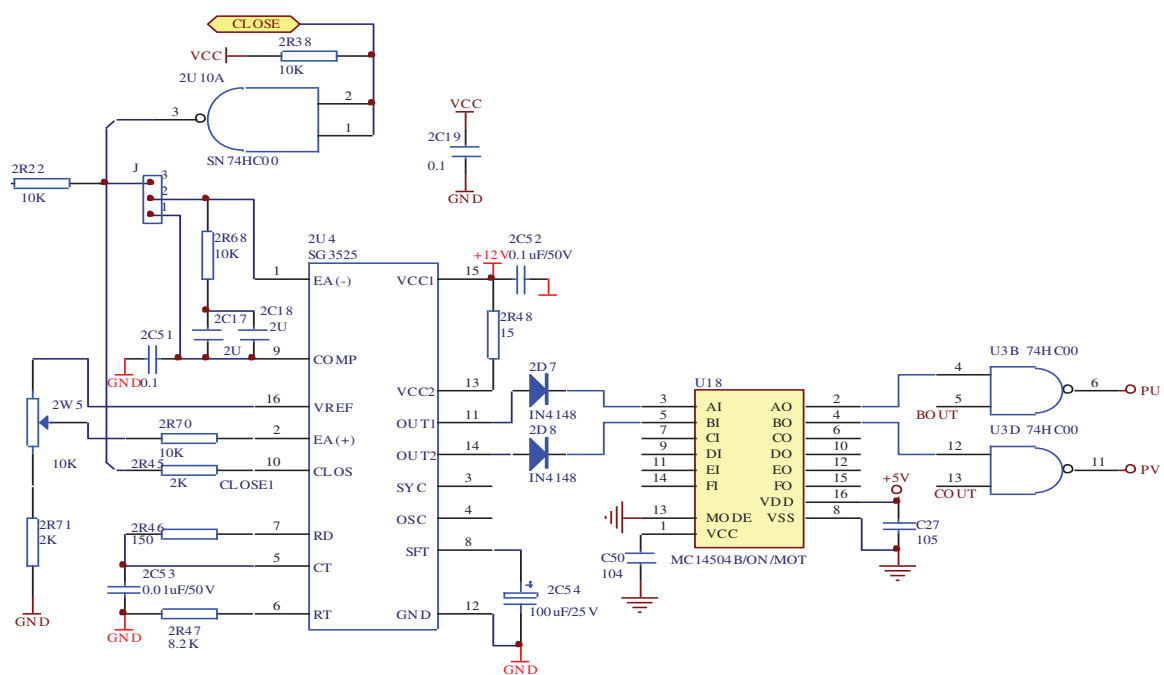 CLOSE
2R38
VCC
10K
2U10A
2
3
1
SN74HC00
VCC
2C19
0.1
GND
2R22
10K
J
3
2
1
2R68
10K
2U4
SG3525
2C52
0.1uF/50V
+12V
1
EA(-)
VCC1
15
2R48
15
2C17
2U
2C18
2U
2C51
0.1
GND
9
COMP
VCC2
13
2W5
10K
16
VREF
OUT1
11
2D7
IN4148
2R70
10K
2
EA(+)
OUT2
14
2D8
IN4148
2R45
2K
CLOSE1
10
CLOS
SYC
3
OSC
4
2R71
2K
GND
2R46
150
7
RD
SFT
8
5
CT
2C53
0.01uF/50V
GND
2R47
8.2K
6
RT
GND
12
2C54
+
100uF/25V
GND
U18
3
AI
AO
2
5
BI
BO
4
7
CI
CO
6
9
DI
DO
10
11
EI
EO
12
14
FI
FO
15
VDD
16
13
MODE
VSS
8
1
VCC
MC14504B/ON/MOT
C50
104
+5V
C27
105
U3B 74HC00
4
5
BOUT
6
PU
U3D 74HC00
12
13
COUT
11
PV